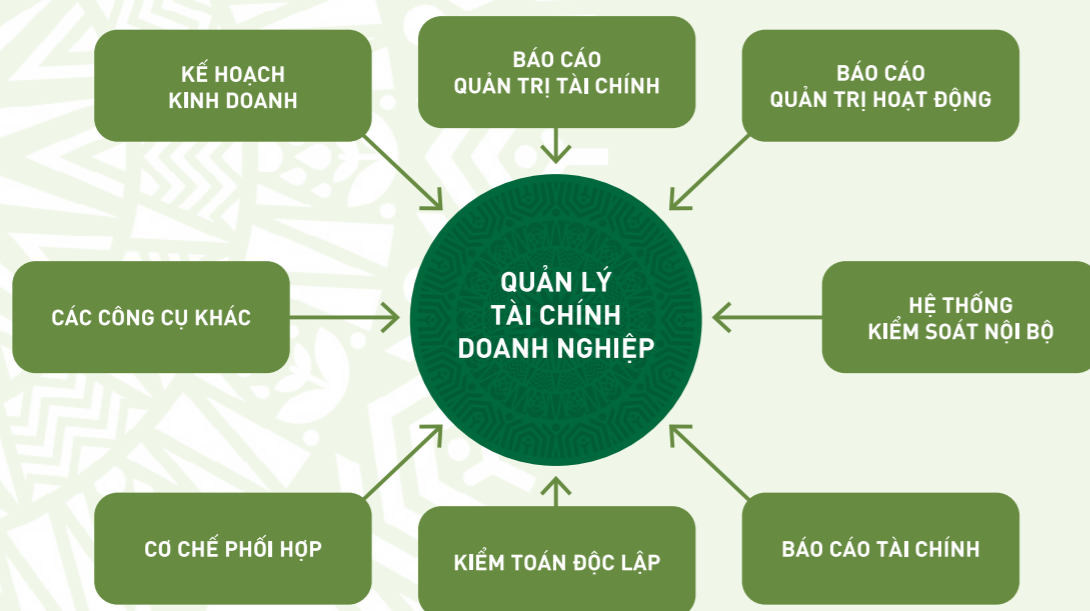 KẾ HOẠCH
KINH DOANH
BÁO CÁO
QUẢN TRỊ TÀI CHÍNH
BÁO CÁO
QUẢN TRỊ HOẠT ĐỘNG
CÁC CÔNG CỤ KHÁC
QUẢN LÝ
TÀI CHÍNH
DOANH NGHIỆP
HỆ THỐNG
KIỂM SOÁT NỘI BỘ
CƠ CHẾ PHỐI HỢP
KIỂM TOÁN ĐỘC LẬP
BÁO CÁO TÀI CHÍNH